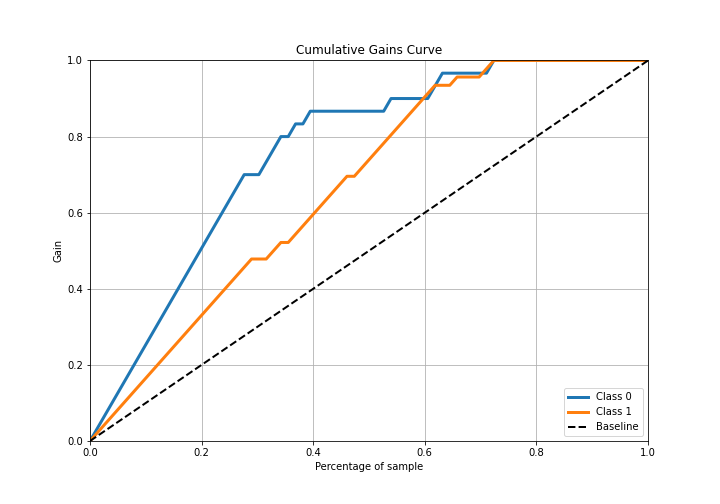 Cumulative Gains Curve
1.0
0.8
0.6
0.4
0.2
0.0
Gain
0.0 0.2 0.4 0.6 0.8 1.0
Percentage of sample
Class 0
Class 1
Baseline